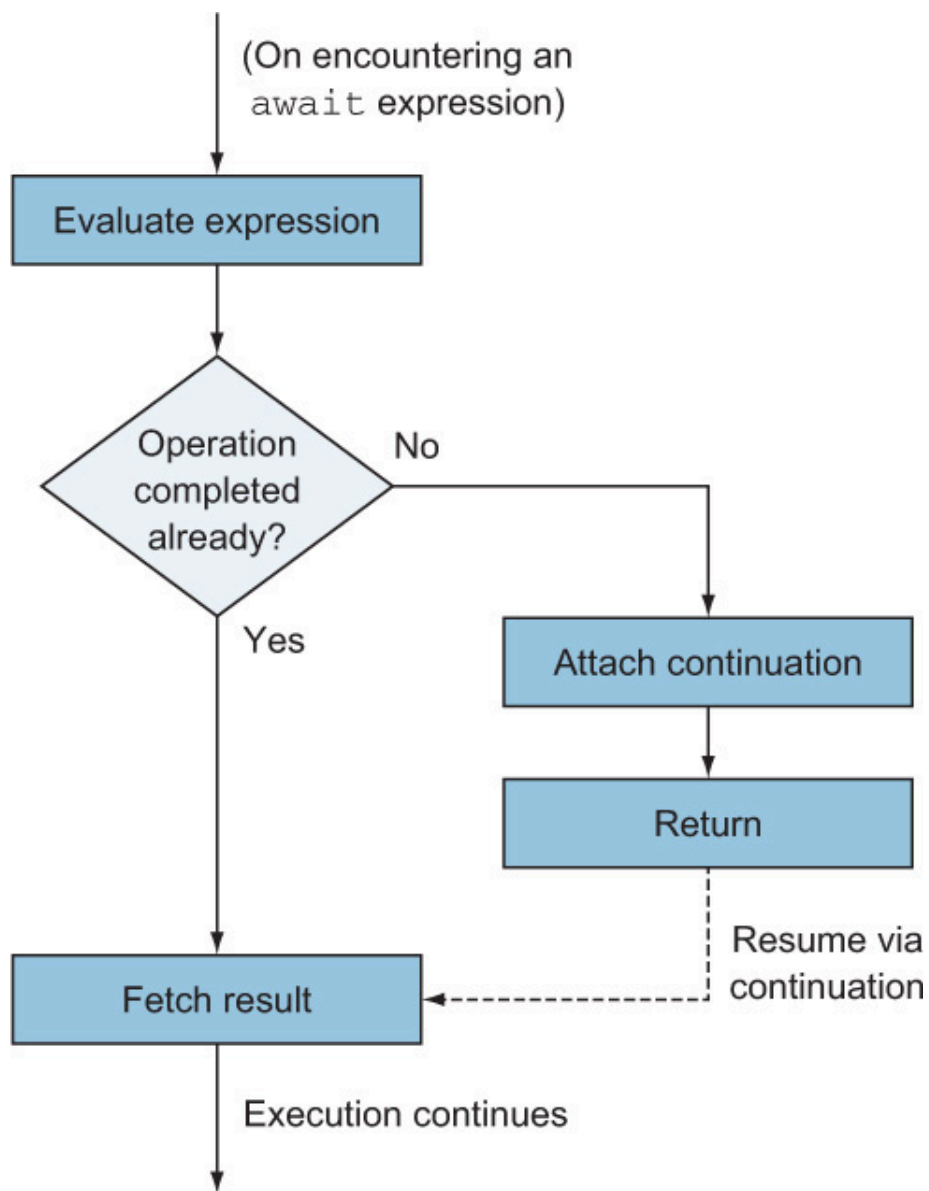 (On encountering an
await expression)
Evaluate expression
Operation
completed
already?
No
Yes
Attach continuation
Return
Resume via
continuation
Fetch result
Execution continues